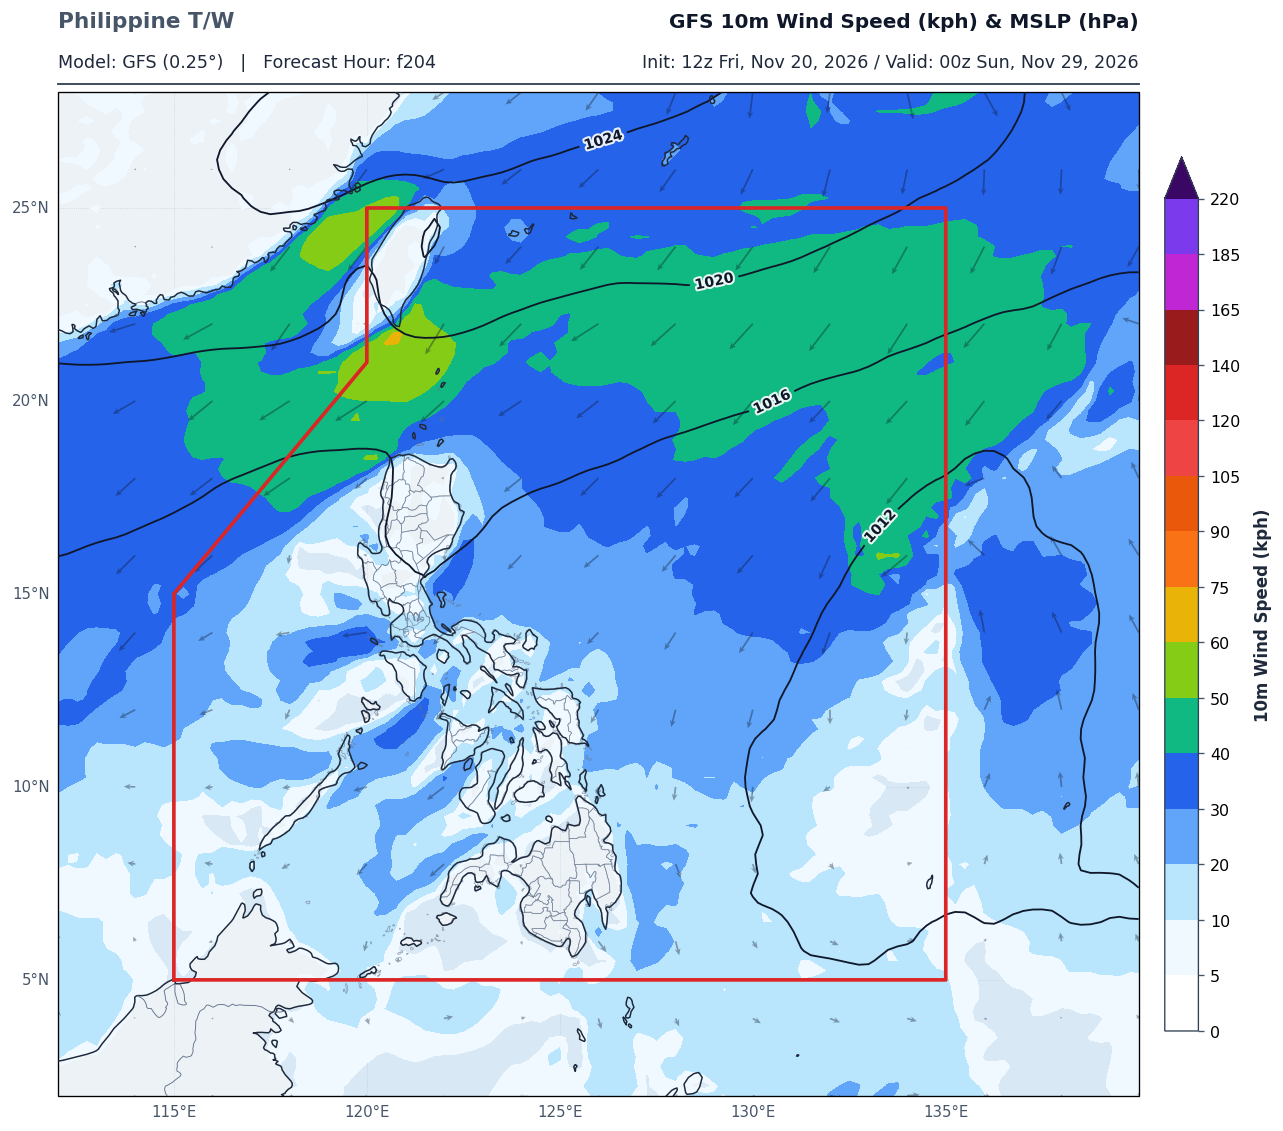 Philippine T/W
GFS 10m Wind Speed (kph) & MSLP (hPa)
Model: GFS (0.25°) | Forecast Hour: f204
Init: 12z Fri, Nov 20, 2026 / Valid: 00z Sun, Nov 29, 2026
1024
1020
1016
1012
25°N
20°N
15°N
10°N
5°N
115°E
120°E
125°E
130°E
135°E
220
185
165
140
120
105
90
75
60
50
40
30
20
10
5
0
10m Wind Speed (kph)